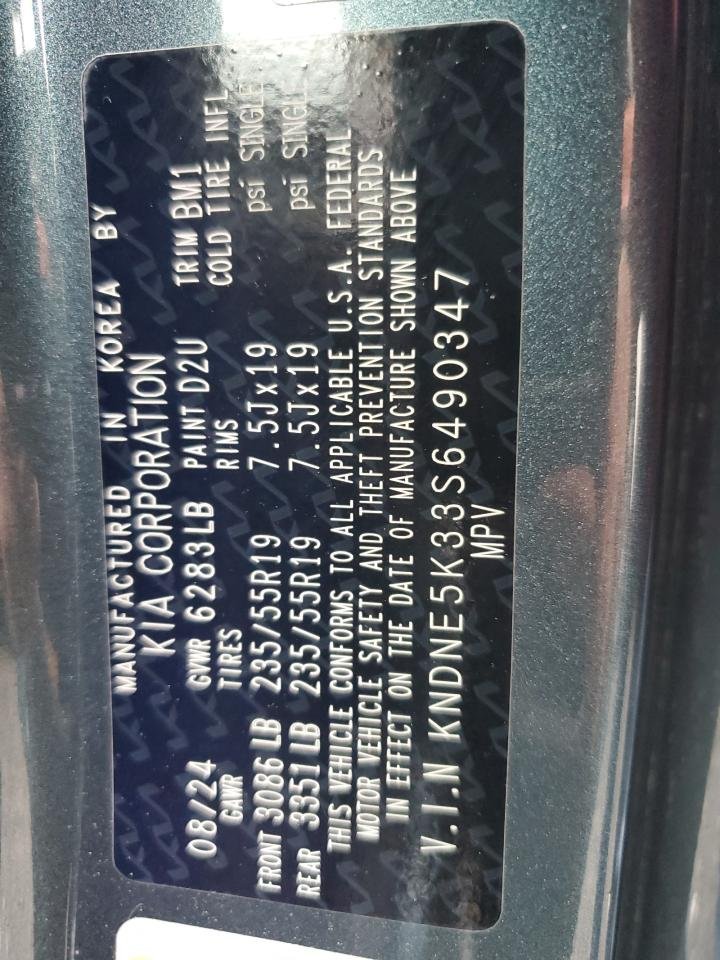 MANUFACTURED IN KOREA BY
KIA CORPORATION
08/24 GVWR 6283LB PAINT D2U TRIM BM1
GAWR TIRES RIMS COLD TIRE INFL
FRONT 3086 LB 235/55R19 7.5Jx19 psi SINGLE
REAR 3351 LB 235/55R19 7.5Jx19 psi SINGL
THIS VEHICLE CONFORMS TO ALL APPLICABLE U.S.A. FEDERAL
MOTOR VEHICLE SAFETY AND THEFT PREVENTION STANDARDS
IN EFFECT ON THE DATE OF MANUFACTURE SHOWN ABOVE
V.I.N KNDNE5K33S6490347
MPV